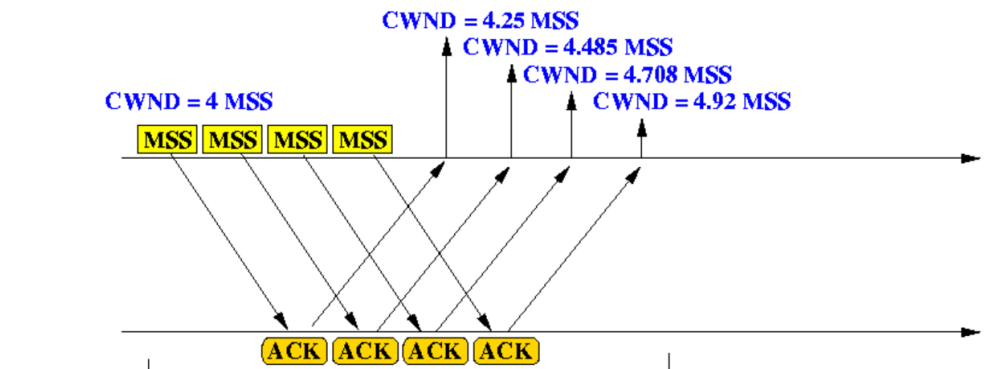 CWND = 4.25 MSS
CWND = 4.485 MSS
CWND = 4.708 MSS
CWND = 4 MSS
CWND = 4.92 MSS
MSS MSS MSS MSS
ACK ACK ACK ACK